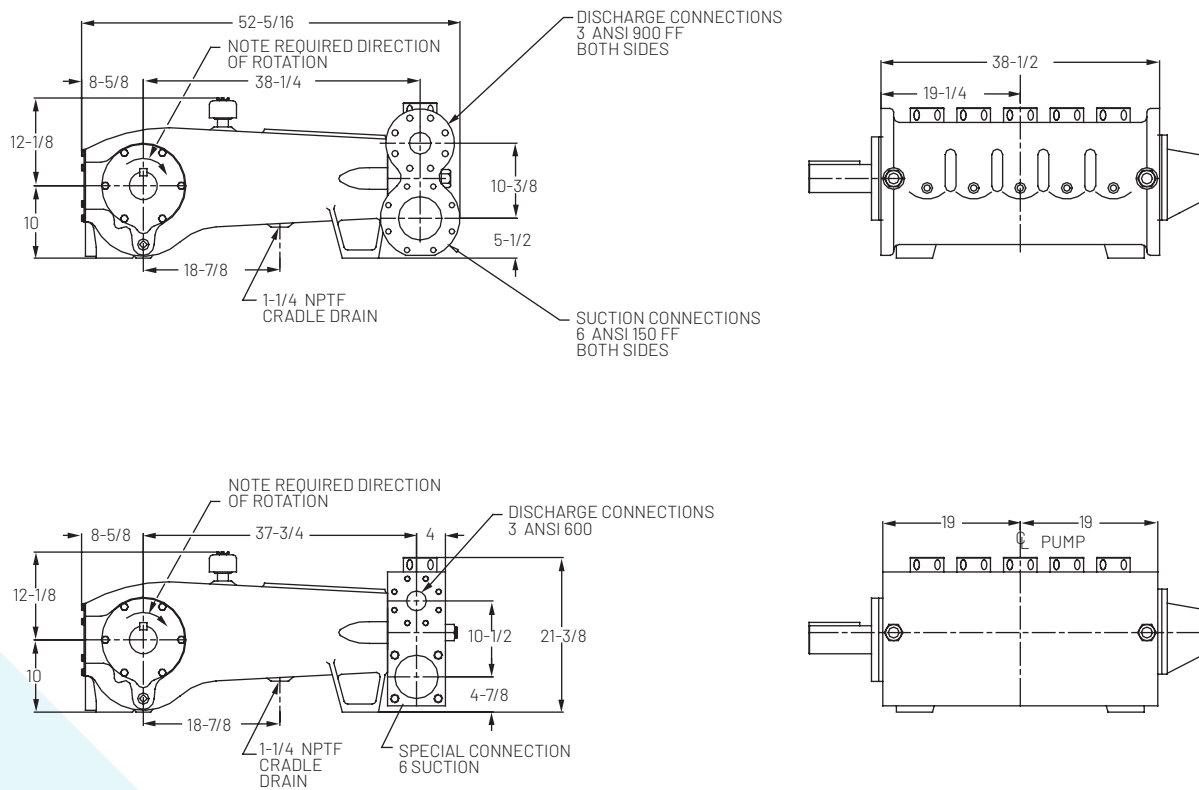 52-5/16
DISCHARGE CONNECTIONS
3 ANSI 900 FF
BOTH SIDES
NOTE REQUIRED DIRECTION
OF ROTATION
8-5/8
38-1/4
12-1/8
10
10-3/8
5-1/2
18-7/8
1-1/4 NPTF
CRADLE DRAIN
SUCTION CONNECTIONS
6 ANSI 150 FF
BOTH SIDES
38-1/2
19-1/4
NOTE REQUIRED DIRECTION
OF ROTATION
DISCHARGE CONNECTIONS
3 ANSI 600
8-5/8
37-3/4
4
12-1/8
10
10-1/2
21-3/8
4-7/8
18-7/8
1-1/4 NPTF
CRADLE
DRAIN
SPECIAL CONNECTION
6 SUCTION
19
19
℄ PUMP